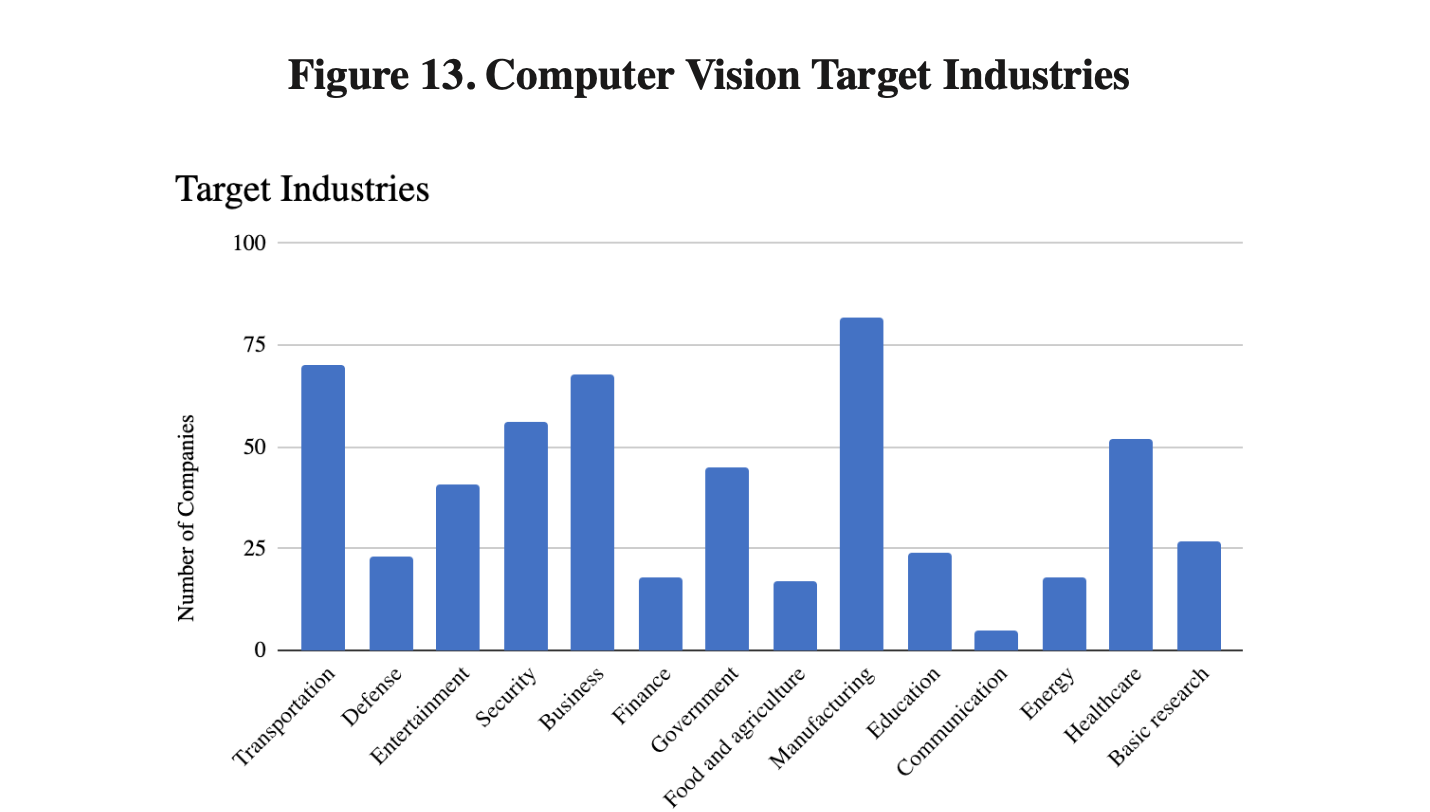 Figure 13. Computer Vision Target Industries
Target Industries
Number of Companies
100
75
50
25
0
Transportation
Defense
Entertainment
Security
Business
Finance
Government
Food and agriculture
Manufacturing
Education
Communication
Energy
Healthcare
Basic research